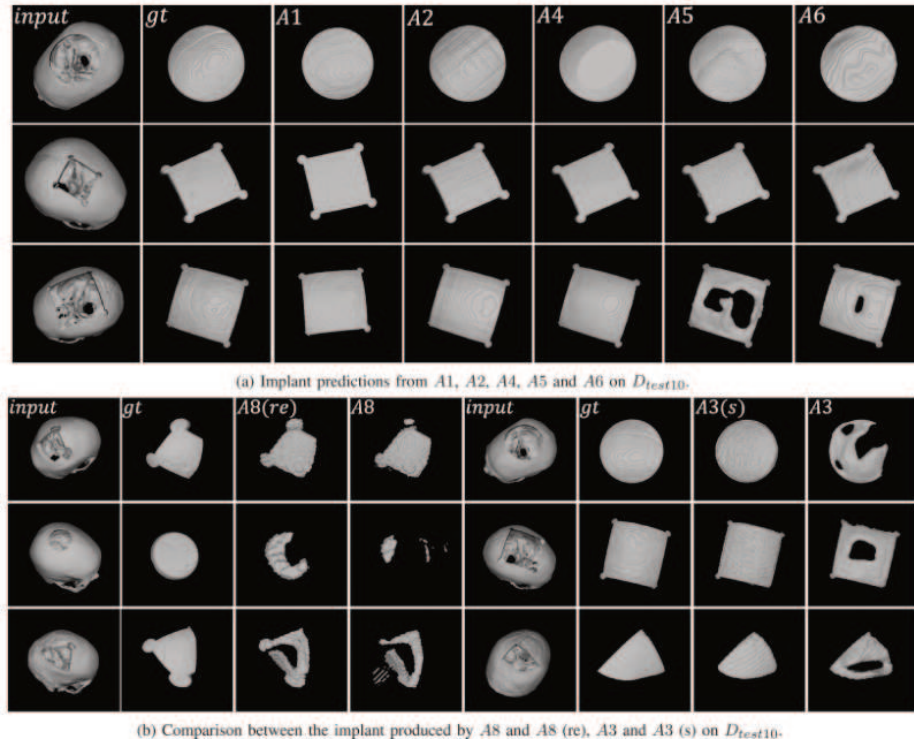 input gt A1 A2 A4 A5 A6
(a) Implant predictions from A1, A2, A4, A5 and A6 on D_test10.
input gt A8(re) A8 input gt A3(s) A3
(b) Comparison between the implant produced by A8 and A8 (re), A3 and A3 (s) on D_test10.